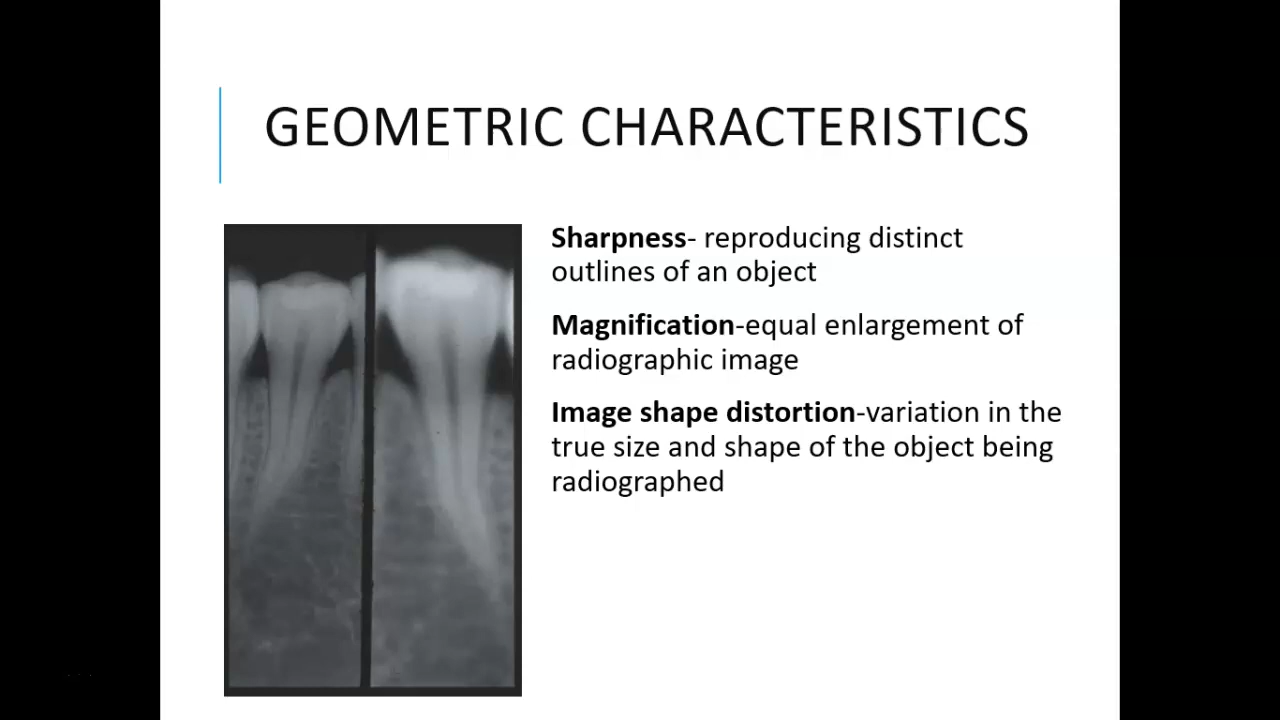 GEOMETRIC CHARACTERISTICS
Sharpness- reproducing distinct
outlines of an object
Magnification-equal enlargement of
radiographic image
Image shape distortion-variation in the
true size and shape of the object being
radiographed